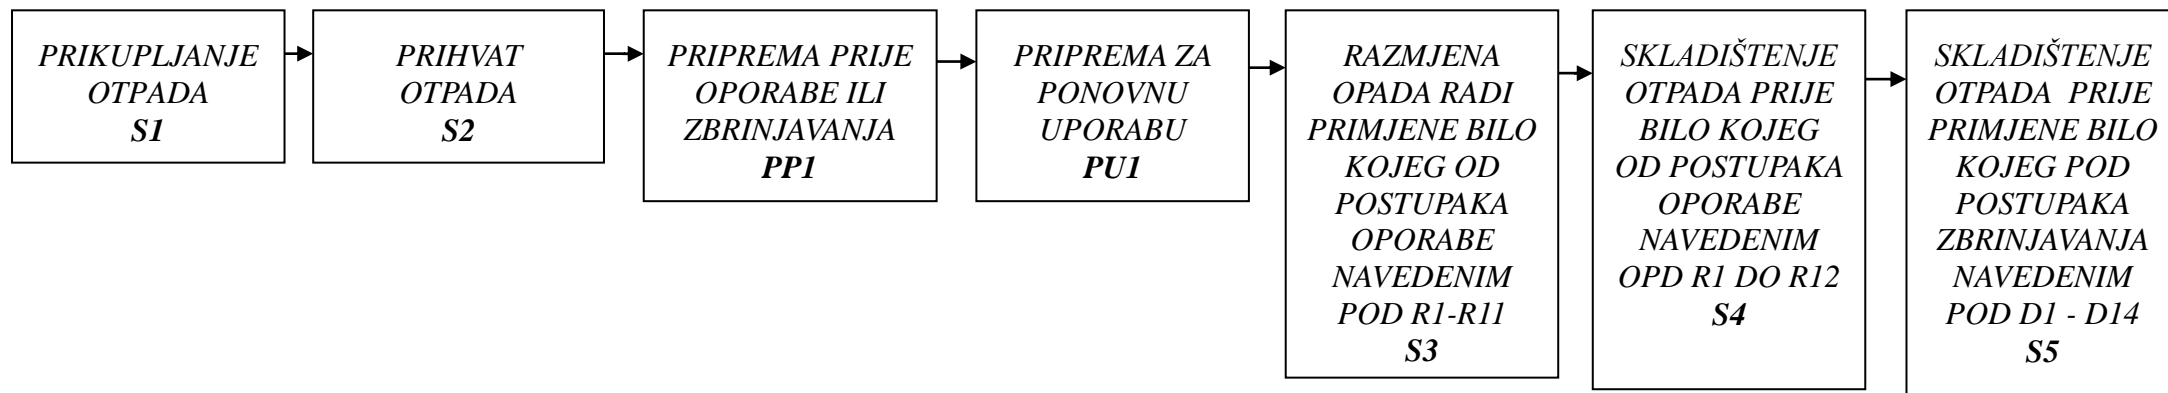 PRIKUPLJANJE
OTPADA
S1
PRIHVAT
OTPADA
S2
PRIPREMA PRIJE
OPORABE ILI
ZBRINJAVANJA
PP1
PRIPREMA ZA
PONOVNU
UPORABU
PU1
RAZMJENA
OPADA RADI
PRIMJENE BILO
KOJEG OD
POSTUPAKA
OPORABE
NAVEDENIM
POD R1-R11
S3
SKLADIŠTENJE
OTPADA PRIJE
BILO KOJEG
OD POSTUPAKA
OPORABE
NAVEDENIM
OPD R1 DO R12
S4
SKLADIŠTENJE
OTPADA PRIJE
PRIMJENE BILO
KOJEG POD
POSTUPAKA
ZBRINJAVANJA
NAVEDENIM
POD D1 - D14
S5